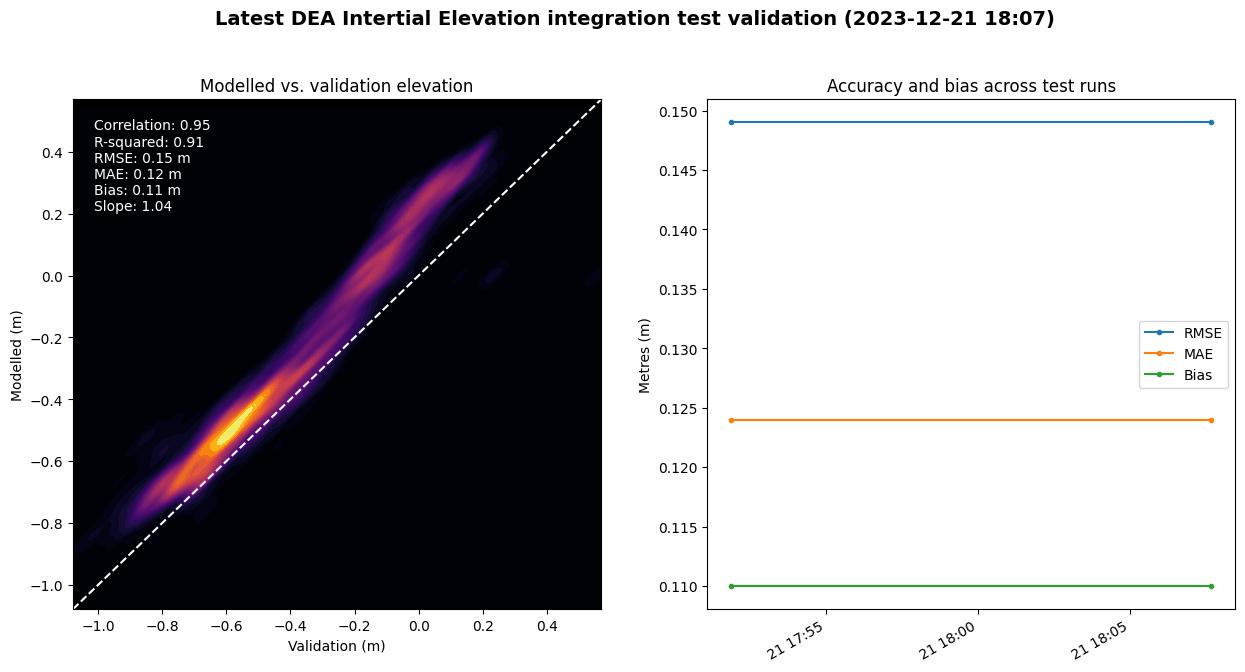 Latest DEA Intertial Elevation integration test validation (2023-12-21 18:07)
Modelled vs. validation elevation
Correlation: 0.95
R-squared: 0.91
RMSE: 0.15 m
MAE: 0.12 m
Bias: 0.11 m
Slope: 1.04
0.4
0.2
0.0
−0.2
−0.4
−0.6
−0.8
−1.0
Modelled (m)
−1.0 −0.8 −0.6 −0.4 −0.2 0.0 0.2 0.4
Validation (m)
Accuracy and bias across test runs
0.150
0.145
0.140
0.135
0.130
0.125
0.120
0.115
0.110
Metres (m)
RMSE
MAE
Bias
21 17:55 21 18:00 21 18:05